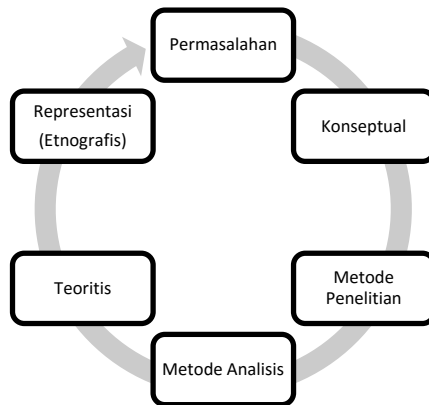 Permasalahan
Konseptual
Metode
Penelitian
Metode Analisis
Teoritis
Representasi
(Etnografis)